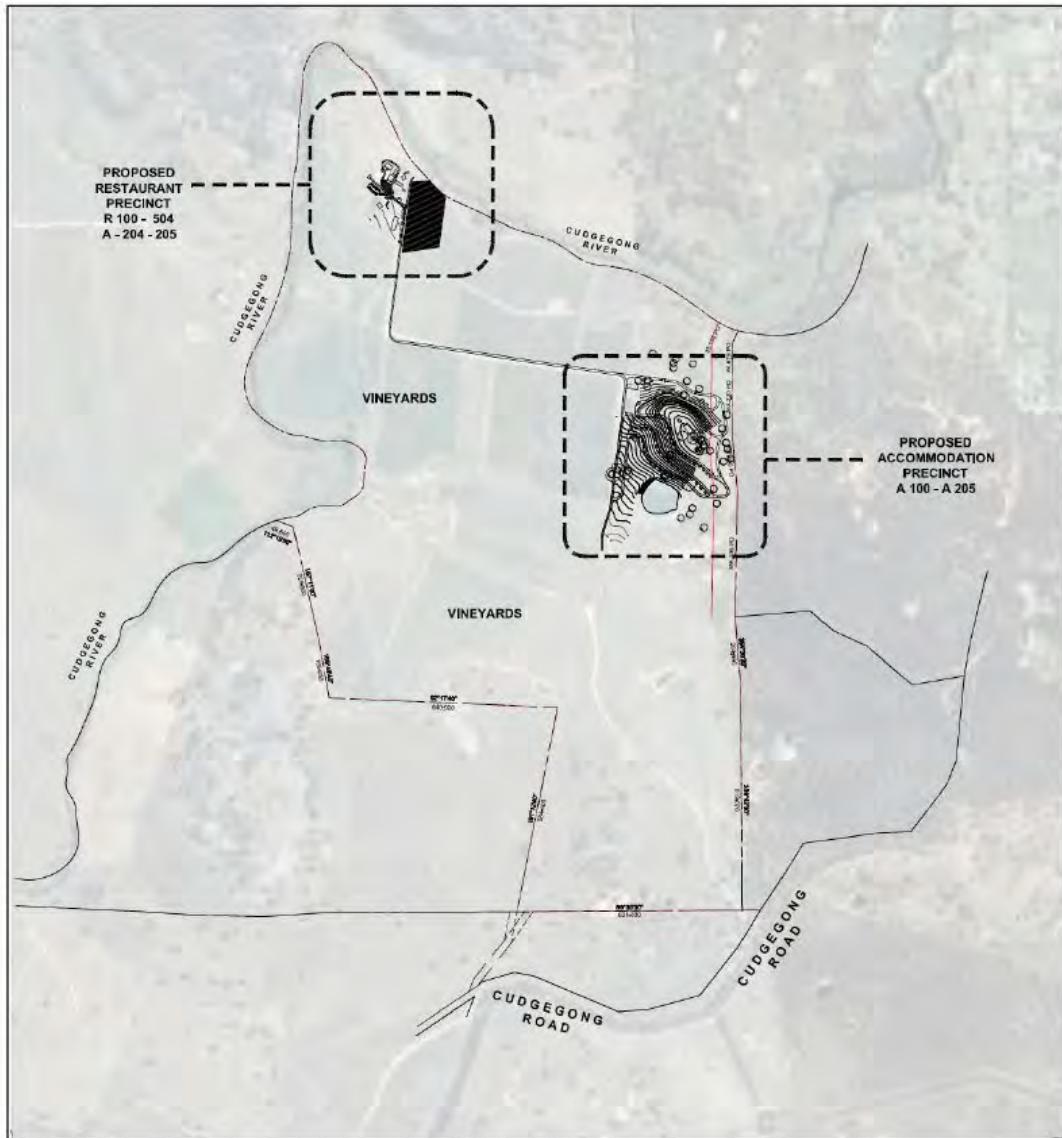 PROPOSED
RESTAURANT
PRECINCT
R 100 - 504
A - 204 - 205
CUDGEGONG
RIVER
CUDGEGONG
RIVER
VINEYARDS
PROPOSED
ACCOMMODATION
PRECINCT
A 100 - A 205
CUDGEGONG
RIVER
VINEYARDS
CUDGEGONG
ROAD
CUDGEGONG
ROAD